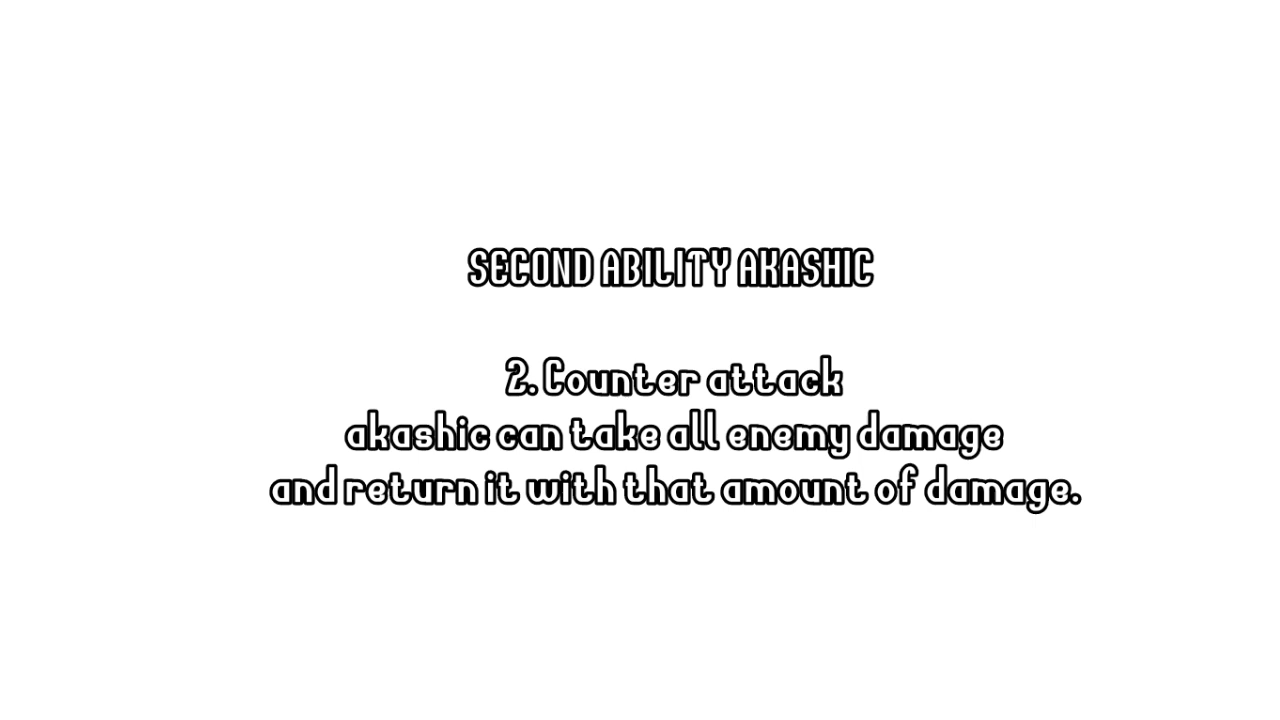 SECOND ABILITY AKASHIC
2. Counter attack
akashic can take all enemy damage
and return it with that amount of damage.